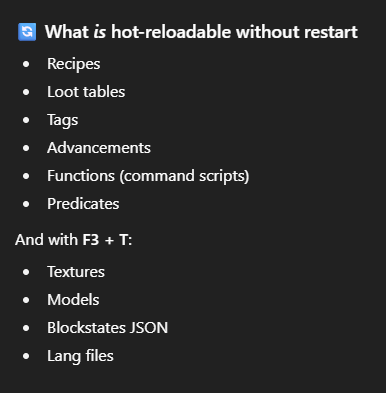 🔄 What is hot-reloadable without restart
• Recipes
• Loot tables
• Tags
• Advancements
• Functions (command scripts)
• Predicates
And with F3 + T:
• Textures
• Models
• Blockstates JSON
• Lang files